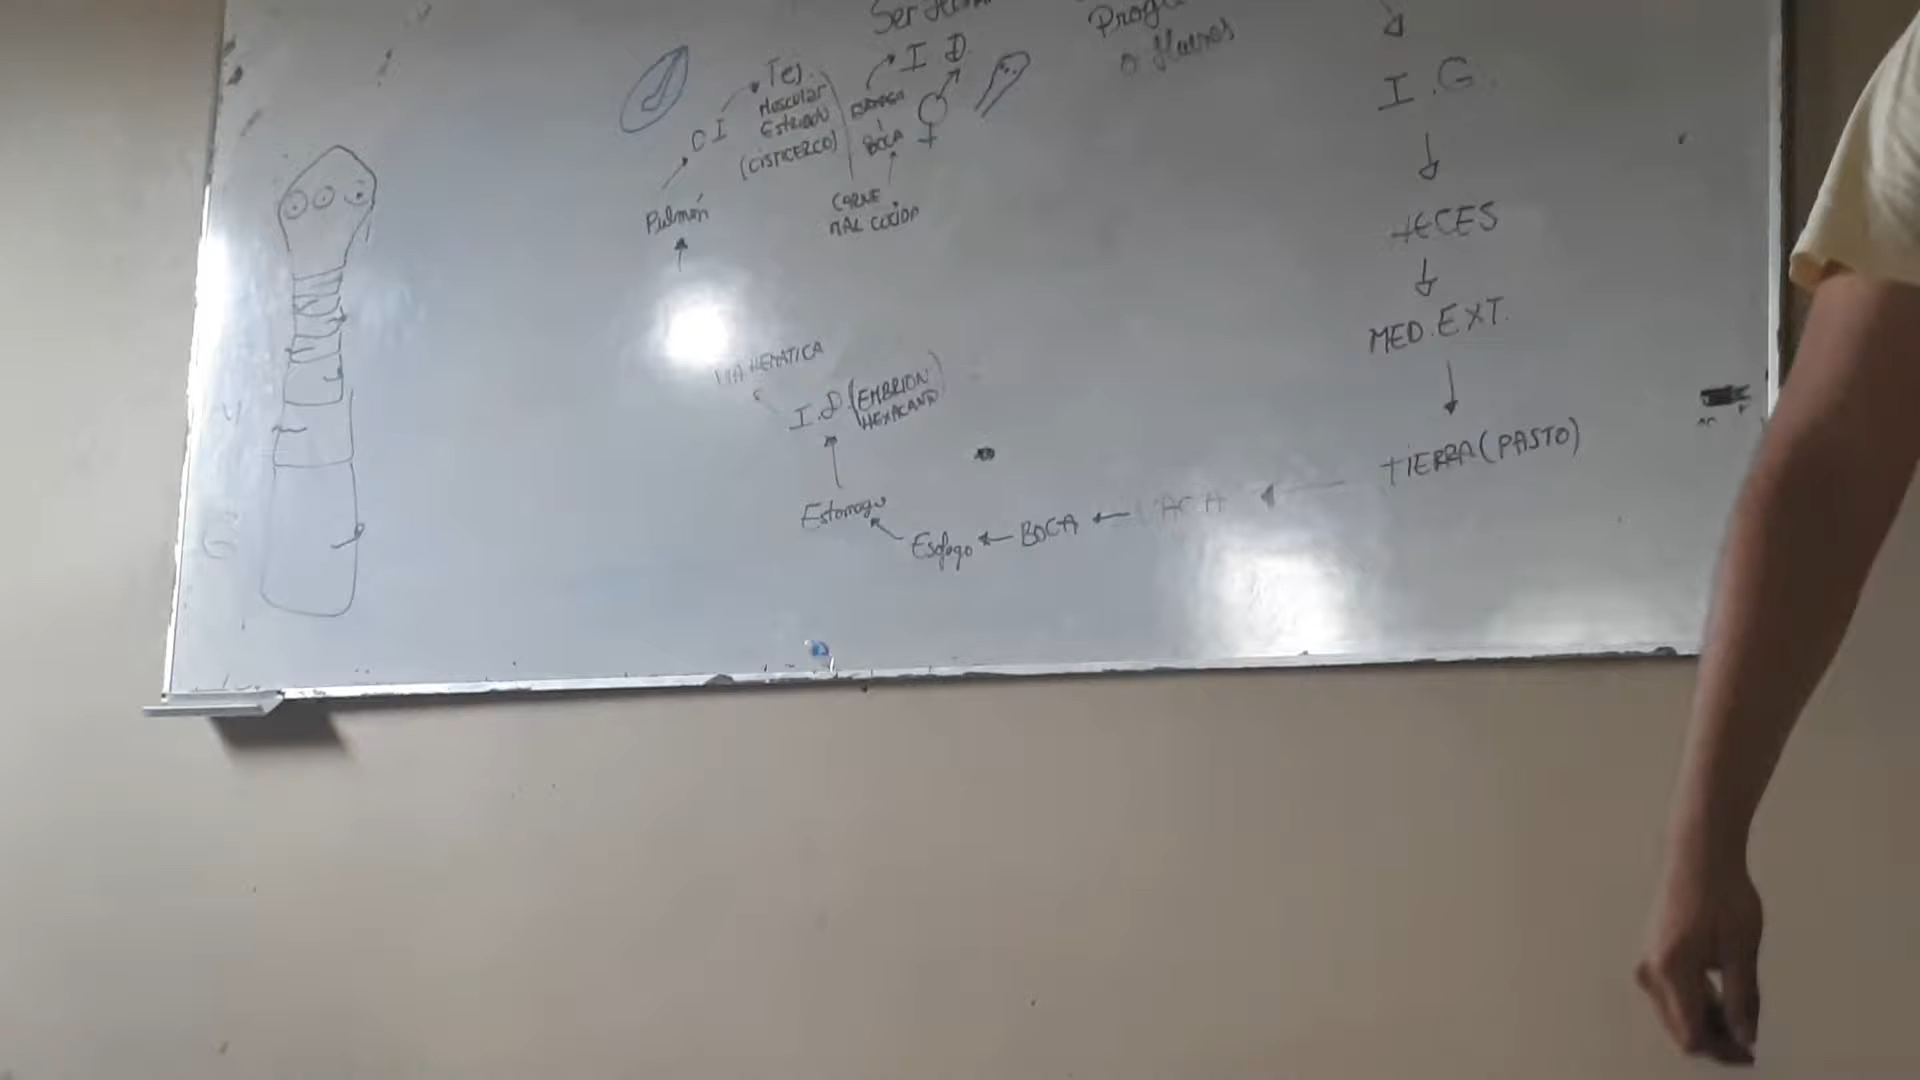 I D
Tej.
Muscular
Estriado
(CISTICERCO)
C I
BOCA
CARNE
MAL COCIDA
Pulmón
I.G.
HECES
MED.EXT.
TIERRA (PASTO)
VACA
BOCA
Esofago
Estomago
I.D. (EMBRION
HEXACANTO)
VIA HEMATICA
G